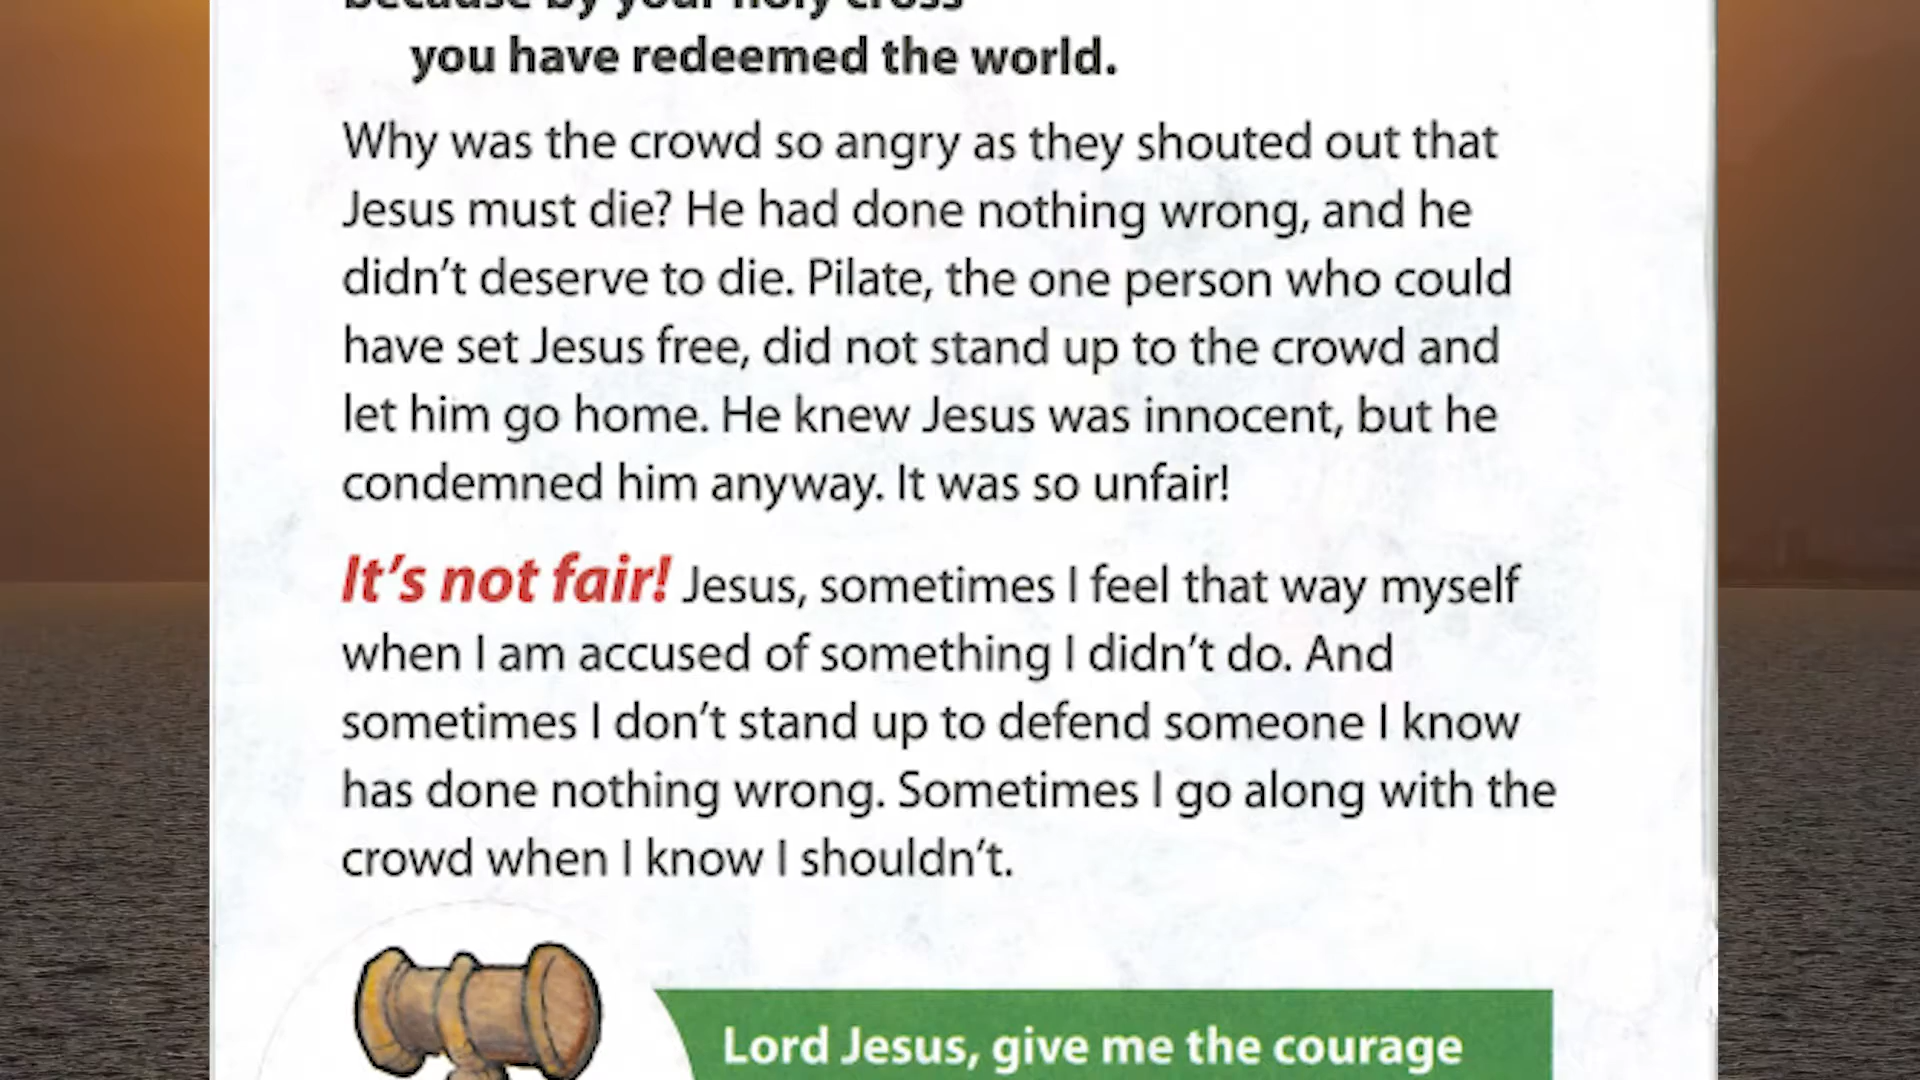 because by your holy cross
you have redeemed the world.
Why was the crowd so angry as they shouted out that
Jesus must die? He had done nothing wrong, and he
didn't deserve to die. Pilate, the one person who could
have set Jesus free, did not stand up to the crowd and
let him go home. He knew Jesus was innocent, but he
condemned him anyway. It was so unfair!
It's not fair! Jesus, sometimes I feel that way myself
when I am accused of something I didn't do. And
sometimes I don't stand up to defend someone I know
has done nothing wrong. Sometimes I go along with the
crowd when I know I shouldn't.
Lord Jesus, give me the courage